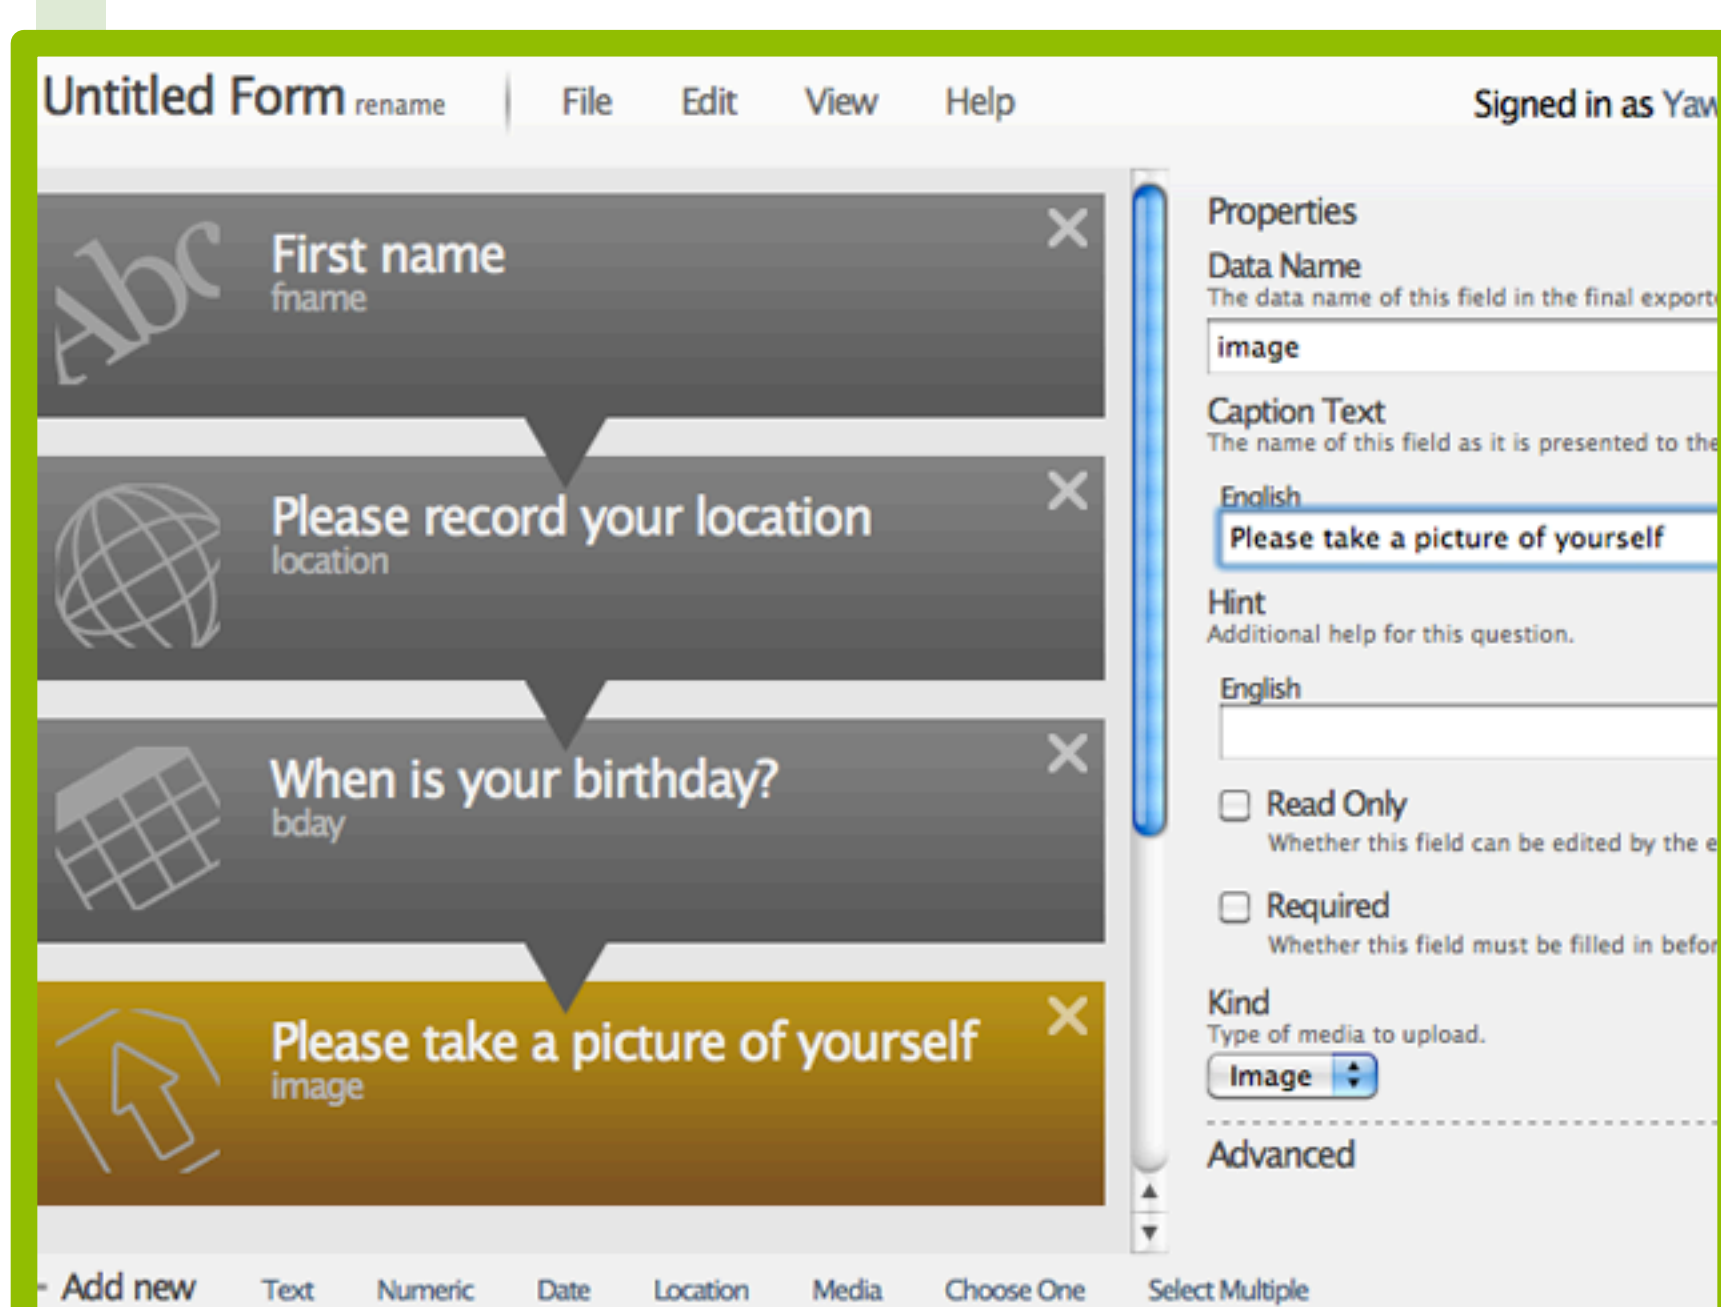 Untitled Form rename File Edit View Help Signed in as Yaw
Abc
First name
fname
Please record your location
location
When is your birthday?
bday
Please take a picture of yourself
image
Properties
Data Name
The data name of this field in the final exporte
image
Caption Text
The name of this field as it is presented to the
English
Please take a picture of yourself
Hint
Additional help for this question.
English
Read Only
Whether this field can be edited by the e
Required
Whether this field must be filled in befor
Kind
Type of media to upload.
Image
Advanced
Add new Text Numeric Date Location Media Choose One Select Multiple